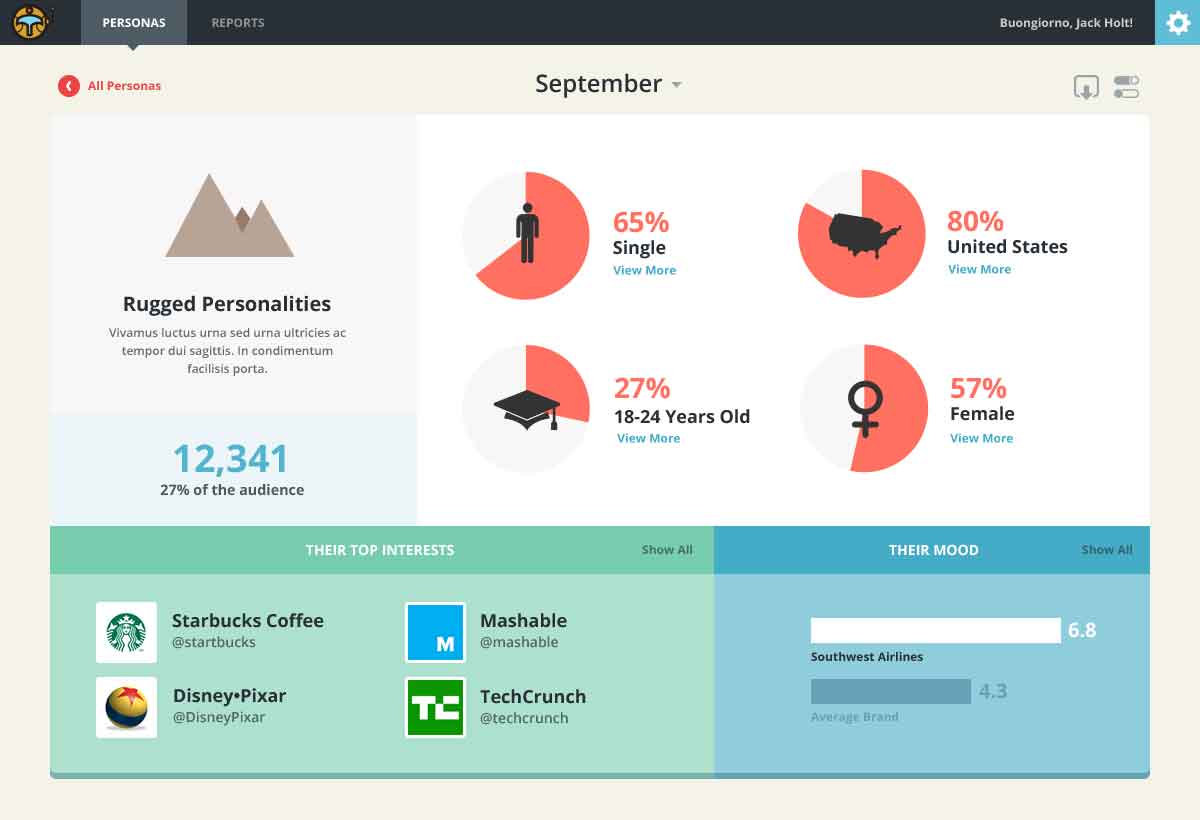 PERSONAS
REPORTS
Buongiorno, Jack Holt!
All Personas
September
Rugged Personalities
Vivamus luctus urna sed urna ultricies ac
tempor dui sagittis. In condimentum
facilisis porta.
12,341
27% of the audience
65%
Single
View More
80%
United States
View More
27%
18-24 Years Old
View More
57%
Female
View More
THEIR TOP INTERESTS
Show All
Starbucks Coffee
@startbucks
M
Mashable
@mashable
Disney•Pixar
@DisneyPixar
TC
TechCrunch
@techcrunch
THEIR MOOD
Show All
6.8
Southwest Airlines
4.3
Average Brand